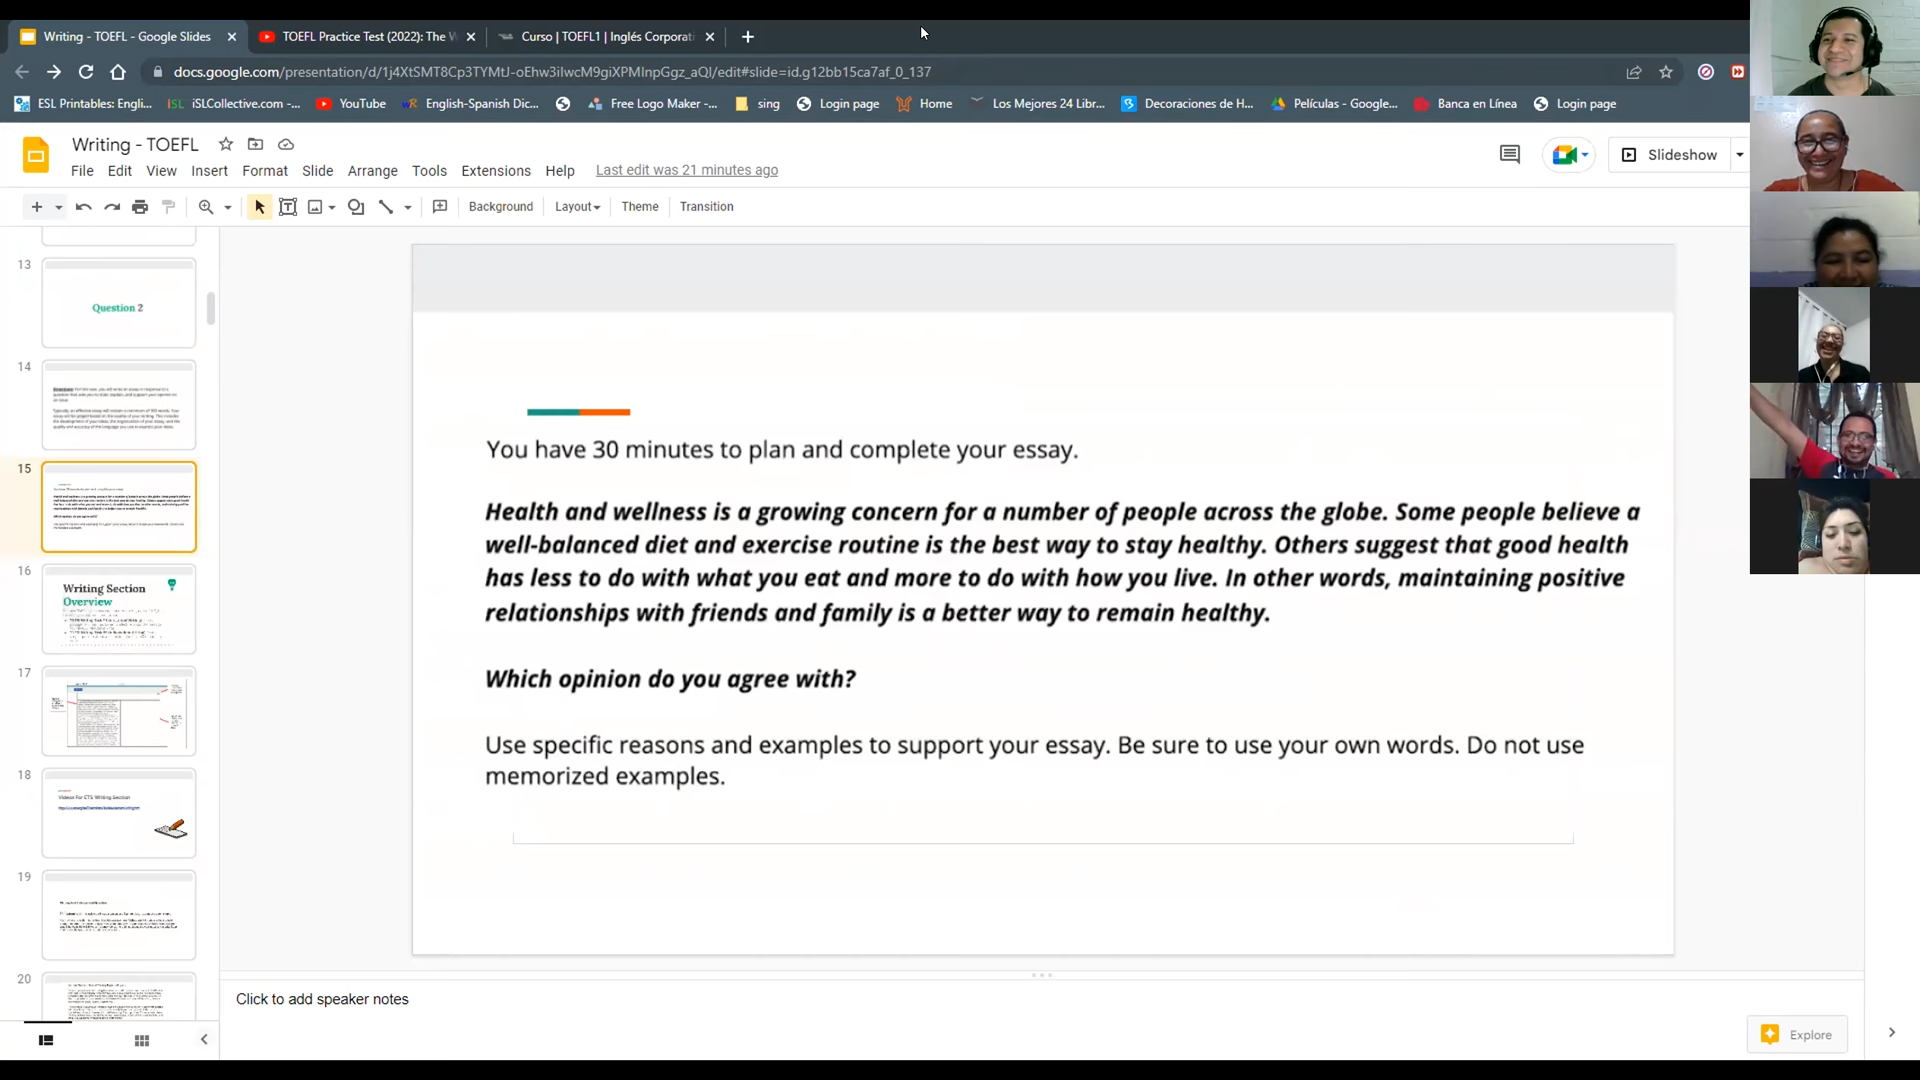 Writing - TOEFL - Google Slides
TOEFL Practice Test (2022): The W
Curso | TOEFL1 | Inglés Corporati
docs.google.com/presentation/d/1j4XtSMT8Cp3TYMtJ-oEhw3iIwcM9giXPMInpGgz_aQI/edit#slide=id.g12bb15ca7af_0_137
ESL Printables: Engli...
iSLCollective.com -...
YouTube
English-Spanish Dic...
Free Logo Maker -...
sing
Login page
Home
Los Mejores 24 Libr...
Decoraciones de H...
Películas - Google...
Banca en Línea
Login page
Writing - TOEFL
File Edit View Insert Format Slide Arrange Tools Extensions Help Last edit was 21 minutes ago
Slideshow
Background Layout Theme Transition
13
Question 2
14
15
16
Writing Section
Overview
17
18
Videos For ETS Writing Section
19
20
You have 30 minutes to plan and complete your essay.
Health and wellness is a growing concern for a number of people across the globe. Some people believe a
well-balanced diet and exercise routine is the best way to stay healthy. Others suggest that good health
has less to do with what you eat and more to do with how you live. In other words, maintaining positive
relationships with friends and family is a better way to remain healthy.
Which opinion do you agree with?
Use specific reasons and examples to support your essay. Be sure to use your own words. Do not use
memorized examples.
Click to add speaker notes
Explore